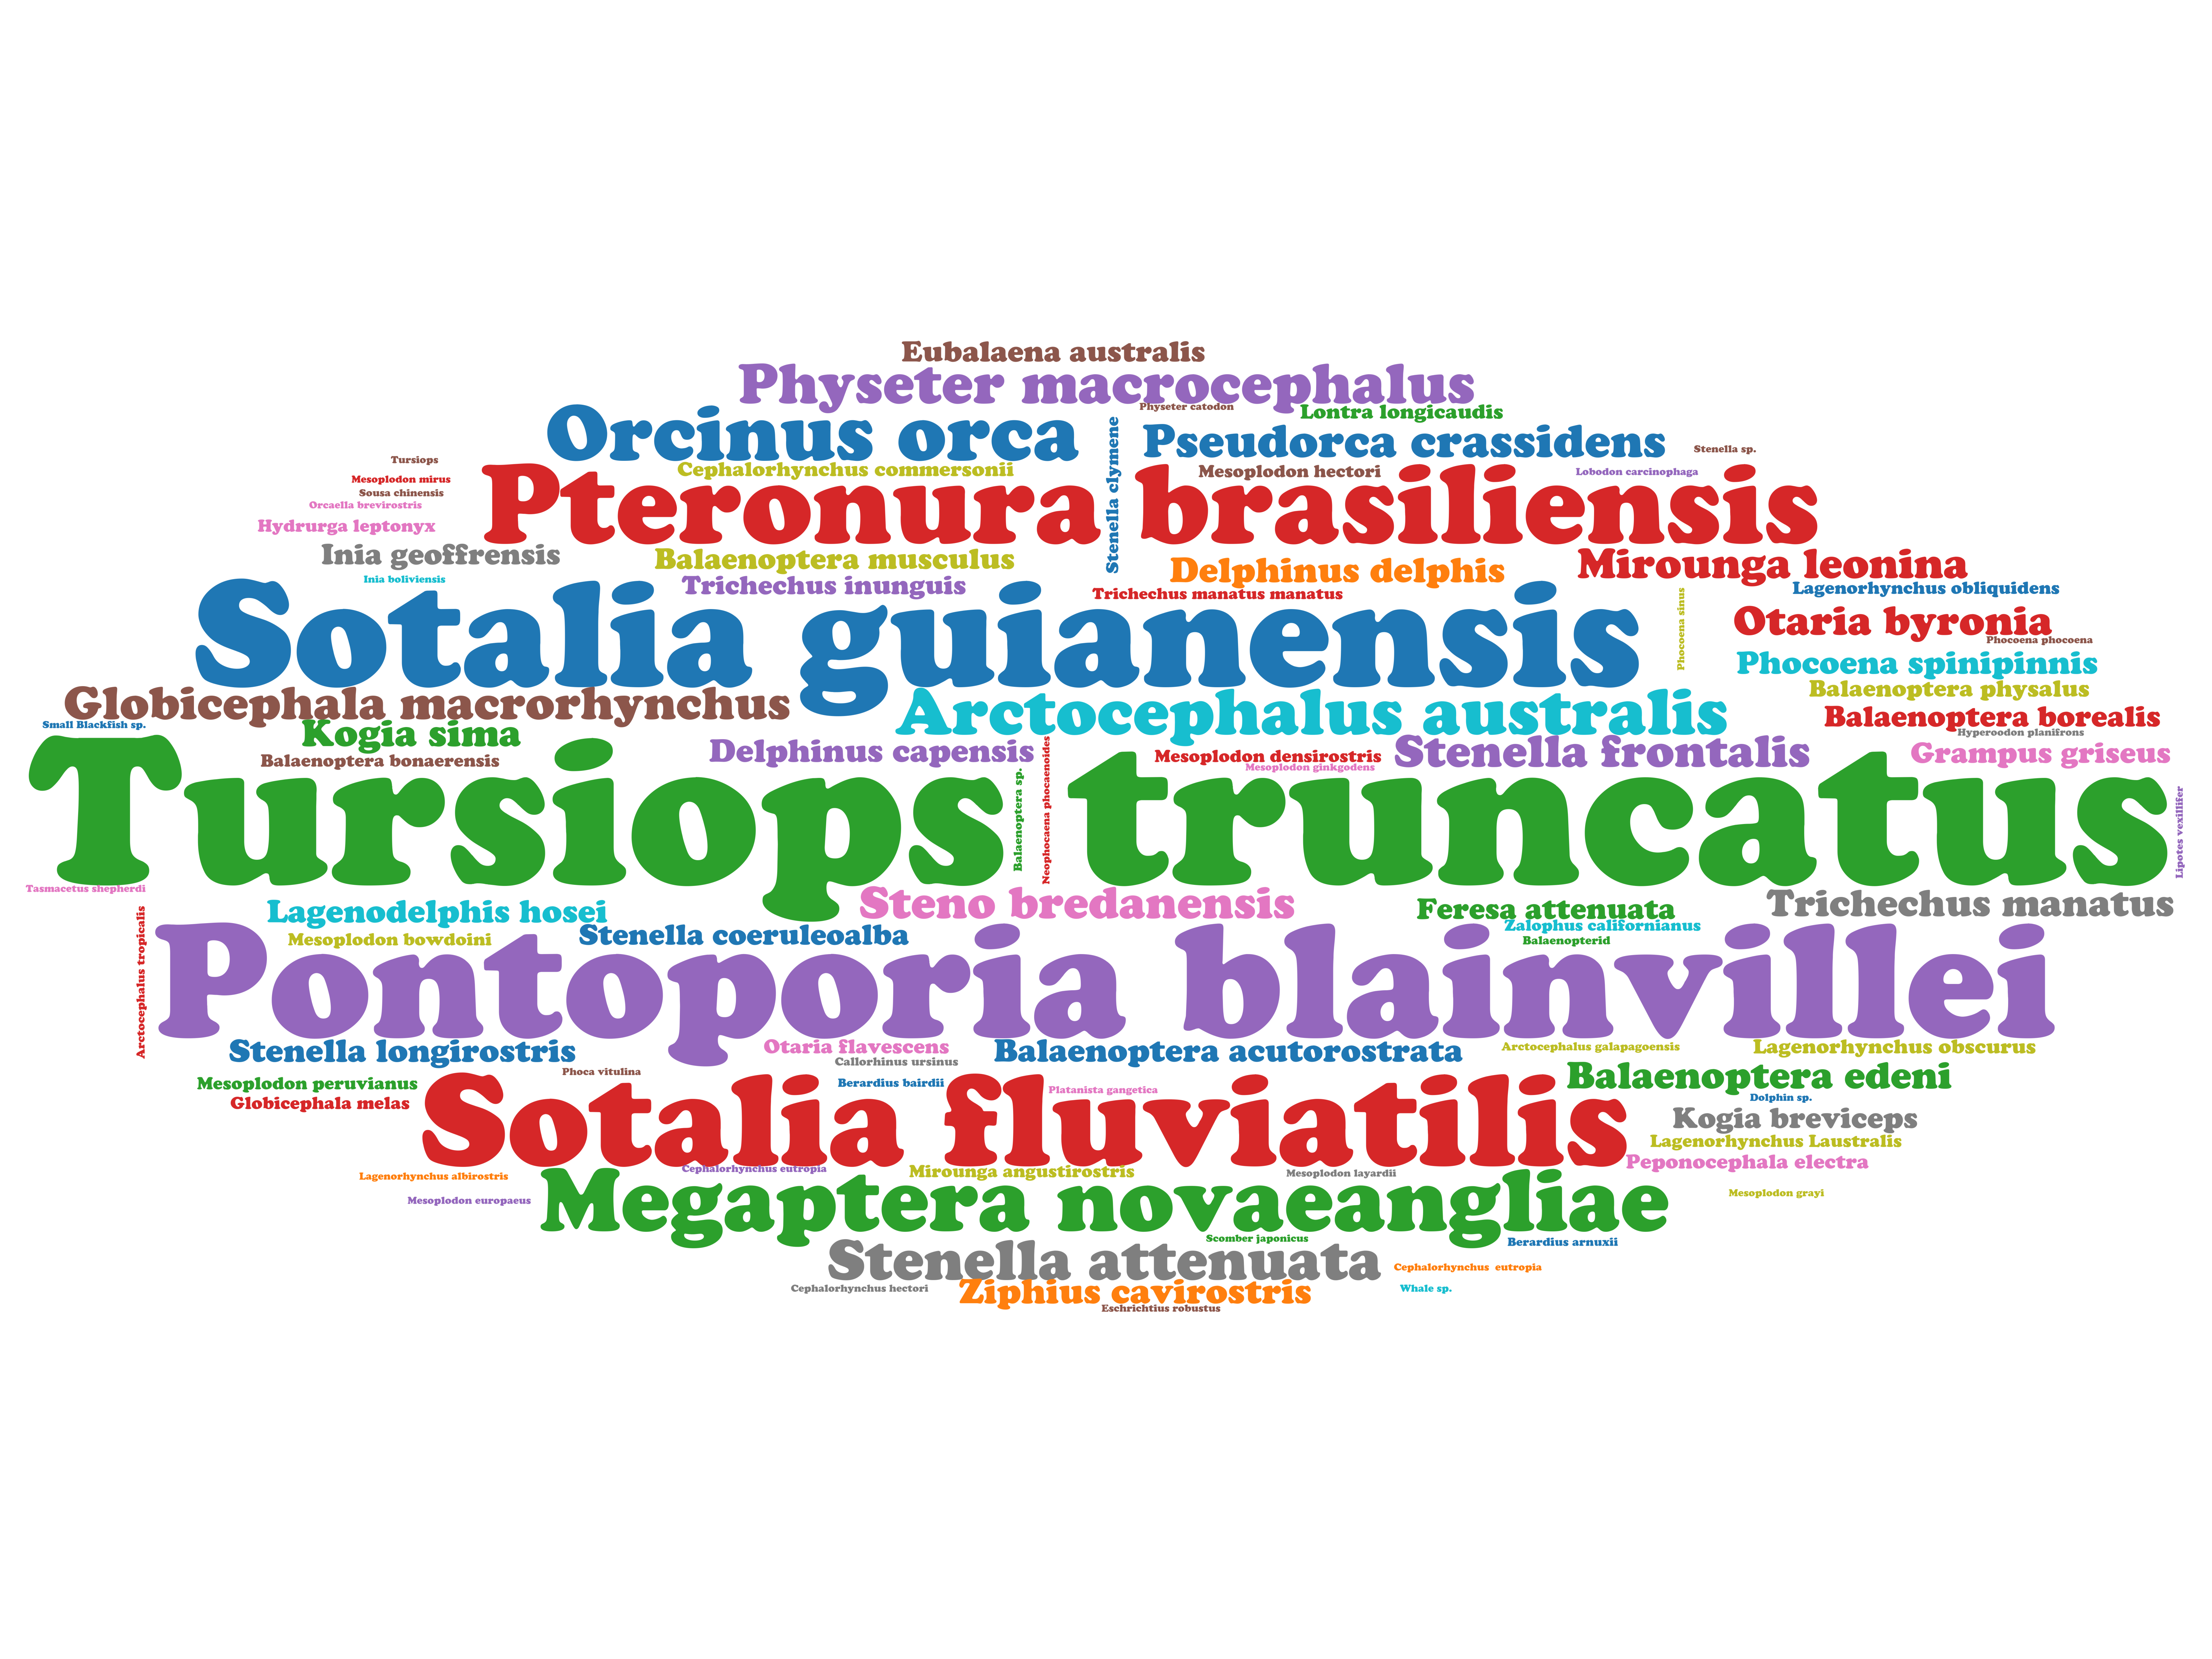 Eubalaena australis
Physeter macrocephalus
Physeter catodon
Lontra longicaudis
Orcinus orca
Stenella clymene
Pseudorca crassidens
Stenella sp.
Tursiops
Cephalorhynchus commersonii
Mesoplodon hectori
Lobodon carcinophaga
Mesoplodon mirus
Sousa chinensis
Orcaella brevirostris
Pteronura brasiliensis
Hydrurga leptonyx
Inia geoffrensis
Balaenoptera musculus
Delphinus delphis
Mirounga leonina
Inia boliviensis
Trichechus inunguis
Trichechus manatus manatus
Lagenorhynchus obliquidens
Phocoena sinus
Otaria byronia
Phocoena phocoena
Sotalia guianensis
Phocoena spinipinnis
Balaenoptera physalus
Globicephala macrorhynchus
Arctocephalus australis
Balaenoptera borealis
Small Blackfish sp.
Kogia sima
Hyperoodon planifrons
Delphinus capensis
Stenella frontalis
Grampus griseus
Balaenoptera bonaerensis
Mesoplodon densirostris
Mesoplodon ginkgodens
Balaenoptera sp.
Neophocaena phocaenoides
Tursiops truncatus
Lipotes vexillifer
Tasmacetus shepherdi
Steno bredanensis
Trichechus manatus
Lagenodelphis hosei
Feresa attenuata
Zalophus californianus
Mesoplodon bowdoini
Stenella coeruleoalba
Balaenopterid
Arctocephalus tropicalis
Pontoporia blainvillei
Stenella longirostris
Otaria flavescens
Balaenoptera acutorostrata
Arctocephalus galapagoensis
Lagenorhynchus obscurus
Callorhinus ursinus
Phoca vitulina
Balaenoptera edeni
Mesoplodon peruvianus
Berardius bairdii
Platanista gangetica
Dolphin sp.
Globicephala melas
Sotalia fluviatilis
Kogia breviceps
Lagenorhynchus Laustralis
Peponocephala electra
Lagenorhynchus albirostris
Cephalorhynchus eutropia
Mirounga angustirostris
Mesoplodon layardii
Mesoplodon grayi
Mesoplodon europaeus
Megaptera novaeangliae
Scomber japonicus
Berardius arnuxii
Stenella attenuata
Cephalorhynchus  eutropia
Cephalorhynchus hectori
Ziphius cavirostris
Whale sp.
Eschrichtius robustus